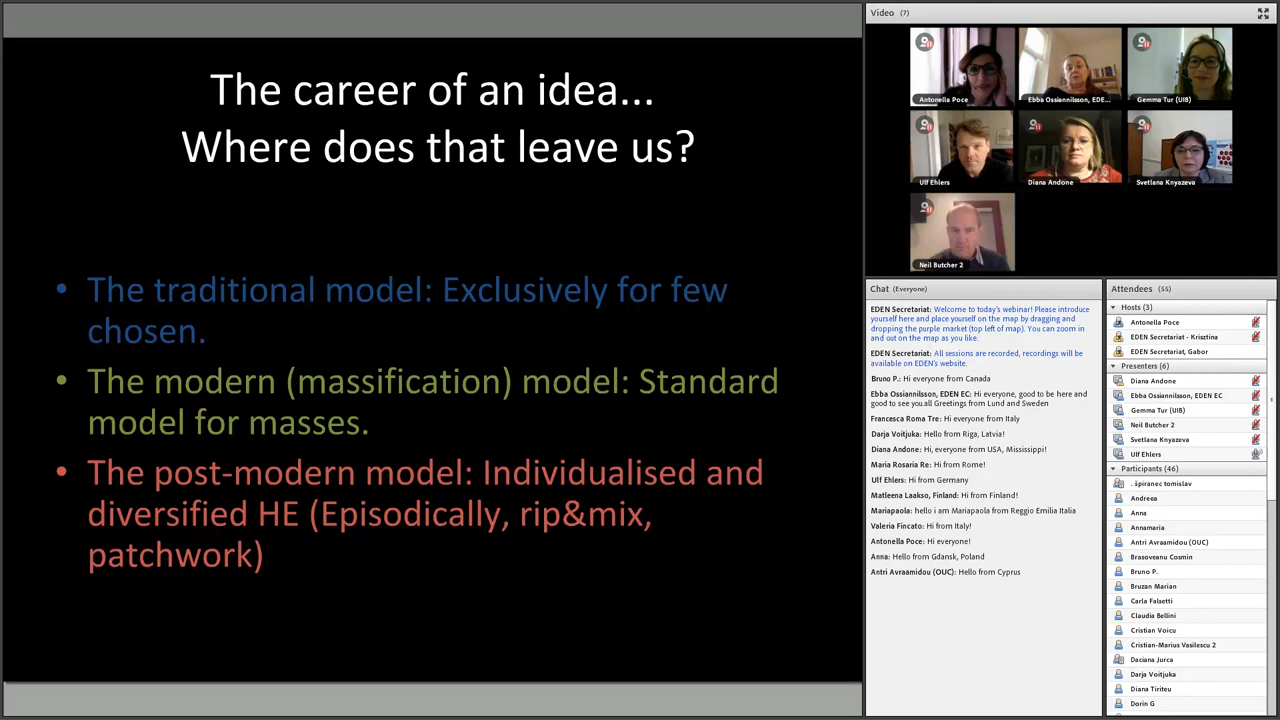 The career of an idea...
Where does that leave us?
• The traditional model: Exclusively for few
chosen.
• The modern (massification) model: Standard
model for masses.
• The post-modern model: Individualised and
diversified HE (Episodically, rip&mix,
patchwork)
Video (7)
Antonella Poce
Ebba Ossiannilsson, EDE...
Gemma Tur (UIB)
Ulf Ehlers
Diana Andone
Svetlana Knyazeva
Neil Butcher 2
Chat (Everyone)
EDEN Secretariat: Welcome to today's webinar! Please introduce
yourself here and place yourself on the map by dragging and
dropping the purple market (top left of map). You can zoom in
and out on the map as you like.
EDEN Secretariat: All sessions are recorded, recordings will be
available on EDEN's website.
Bruno P.: Hi everyone from Canada
Ebba Ossiannilsson, EDEN EC: Hi everyone, good to be here and
good to see you.all Greetings from Lund and Sweden
Francesca Roma Tre: Hi everyone from Italy
Darja Voitjuka: Hello from Riga, Latvia!
Diana Andone: Hi, everyone from USA, Mississippi!
Maria Rosaria Re: Hi from Rome!
Ulf Ehlers: Hi from Germany
Matleena Laakso, Finland: Hi from Finland!
Mariapaola: hello i am Mariapaola from Reggio Emilia Italia
Valeria Fincato: Hi from Italy!
Antonella Poce: Hi everyone!
Anna: Hello from Gdansk, Poland
Antri Avraamidou (OUC): Hello from Cyprus
Attendees (55)
Hosts (3)
Antonella Poce
EDEN Secretariat - Krisztina
EDEN Secretariat, Gabor
Presenters (6)
Diana Andone
Ebba Ossiannilsson, EDEN EC
Gemma Tur (UIB)
Neil Butcher 2
Svetlana Knyazeva
Ulf Ehlers
Participants (46)
. špiranec tomislav
Andreea
Anna
Annamaria
Antri Avraamidou (OUC)
Brasoveanu Cosmin
Bruno P.
Bruzan Marian
Carla Falsetti
Claudia Bellini
Cristian Voicu
Cristian-Marius Vasilescu 2
Daciana Jurca
Darja Voitjuka
Diana Tiriteu
Dorin G